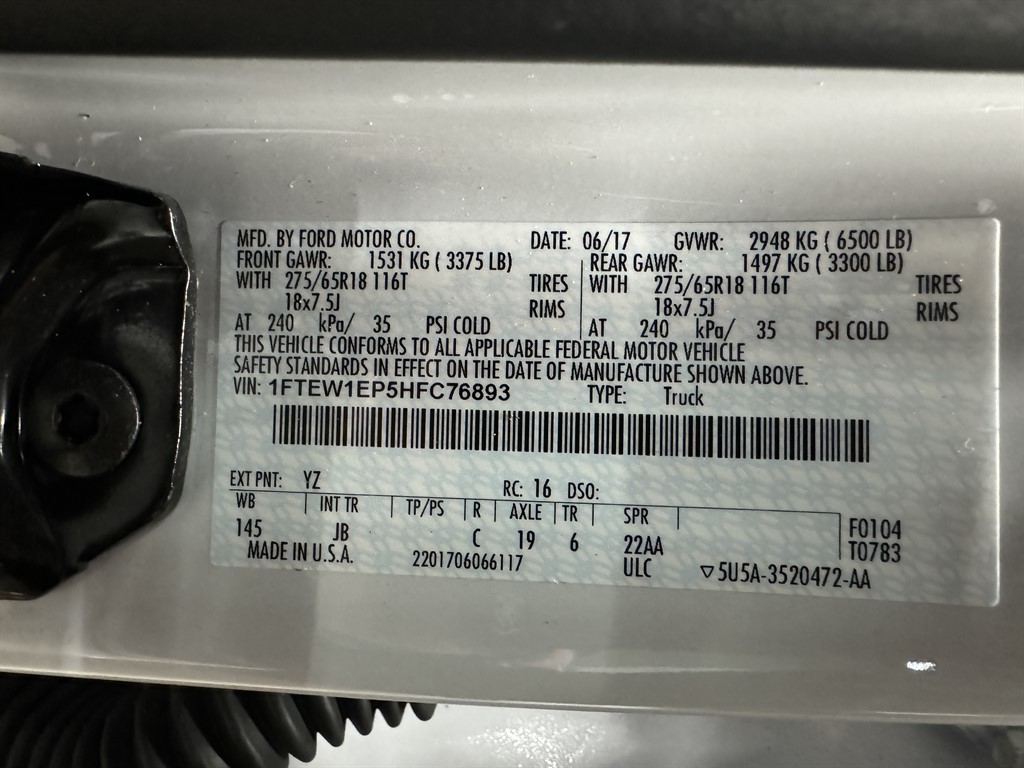 MFD. BY FORD MOTOR CO. DATE: 06/17 GVWR: 2948 KG ( 6500 LB)
FRONT GAWR: 1531 KG ( 3375 LB) REAR GAWR: 1497 KG ( 3300 LB)
WITH 275/65R18 116T TIRES WITH 275/65R18 116T TIRES
18x7.5J RIMS 18x7.5J RIMS
AT 240 kPa/ 35 PSI COLD AT 240 kPa/ 35 PSI COLD
THIS VEHICLE CONFORMS TO ALL APPLICABLE FEDERAL MOTOR VEHICLE
SAFETY STANDARDS IN EFFECT ON THE DATE OF MANUFACTURE SHOWN ABOVE.
VIN: 1FTEW1EP5HFC76893 TYPE: Truck
EXT PNT: YZ RC: 16 DSO:
WB INT TR TP/PS R AXLE TR SPR F0104
145 JB C 19 6 22AA T0783
MADE IN U.S.A. 2201706066117 ULC ▽5U5A-3520472-AA